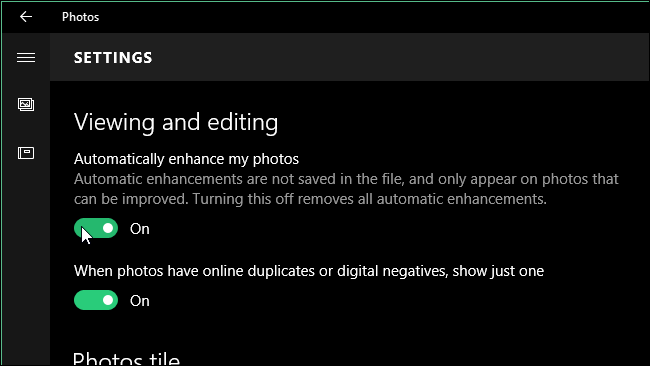 Photos
SETTINGS
Viewing and editing
Automatically enhance my photos
Automatic enhancements are not saved in the file, and only appear on photos that
can be improved. Turning this off removes all automatic enhancements.
On
When photos have online duplicates or digital negatives, show just one
On
Photos tile